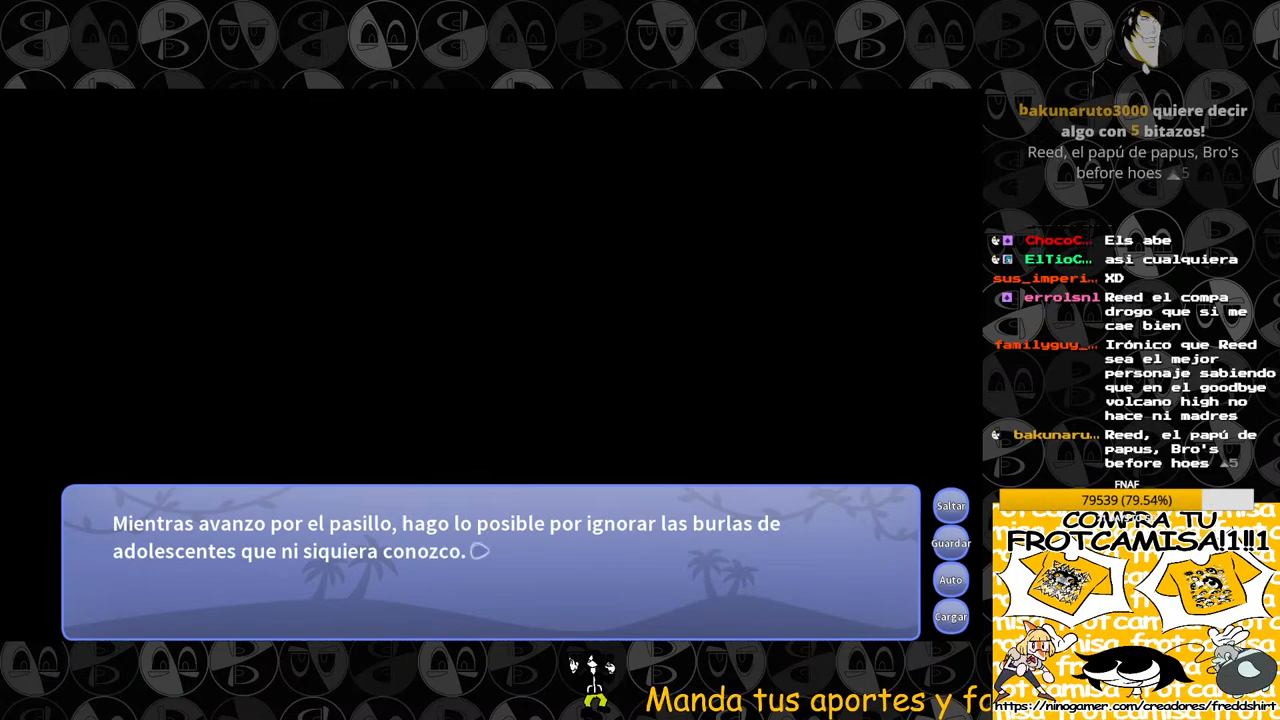 bakunaruto3000 quiere decir
algo con 5 bitazos!
Reed, el papú de papus, Bro's
before hoes 5
ChocoC… Els abe
ElTioC… asi cualquiera
sus_imperi… XD
errolsnl Reed el compa
drogo que si me
cae bien
familyguy_… Irónico que Reed
sea el mejor
personaje sabiendo
que en el goodbye
volcano high no
hace ni madres
bakunaru… Reed, el papú de
papus, Bro's
before hoes 5
FNAF
79539 (79.54%)
Mientras avanzo por el pasillo, hago lo posible por ignorar las burlas de
adolescentes que ni siquiera conozco.
Saltar
Guardar
Auto
Cargar
COMPRA TU
FROTCAMISA!1!!1
Manda tus aportes y fo
https://ninogamer.com/creadores/freddshirt